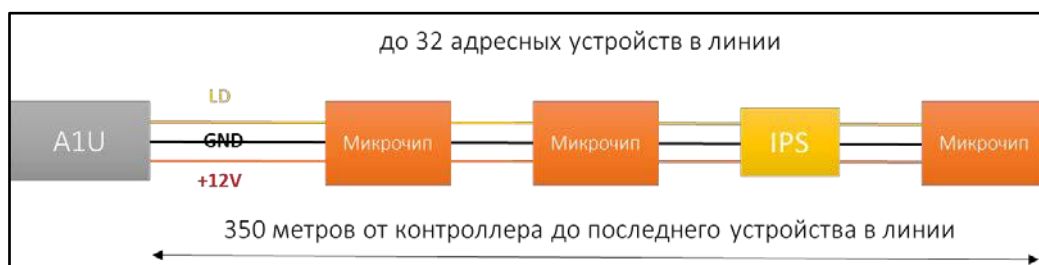 до 32 адресных устройств в линии
LD
A1U
GND
Микрочип
Микрочип
IPS
Микрочип
+12V
350 метров от контроллера до последнего устройства в линии